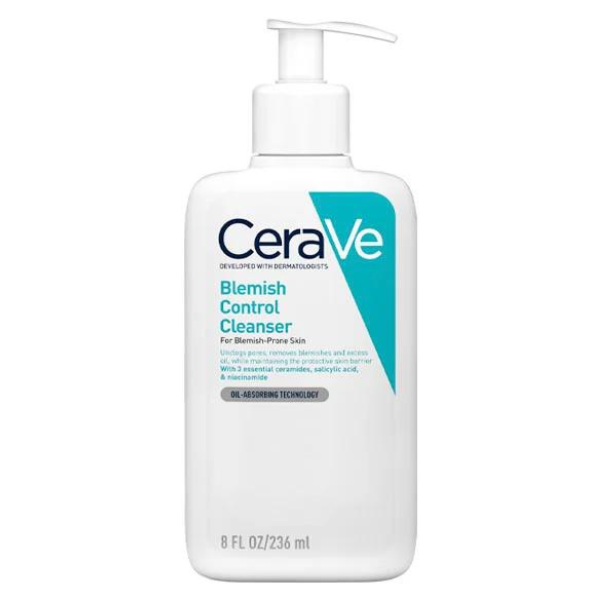 CeraVe
DEVELOPED WITH DERMATOLOGISTS
Blemish
Control
Cleanser
For Blemish-Prone Skin
Unclogs pores, removes blemishes and excess
oil, while maintaining the protective skin barrier
With 3 essential ceramides, salicylic acid,
& niacinamide
OIL-ABSORBING TECHNOLOGY
8 FL OZ/236 ml